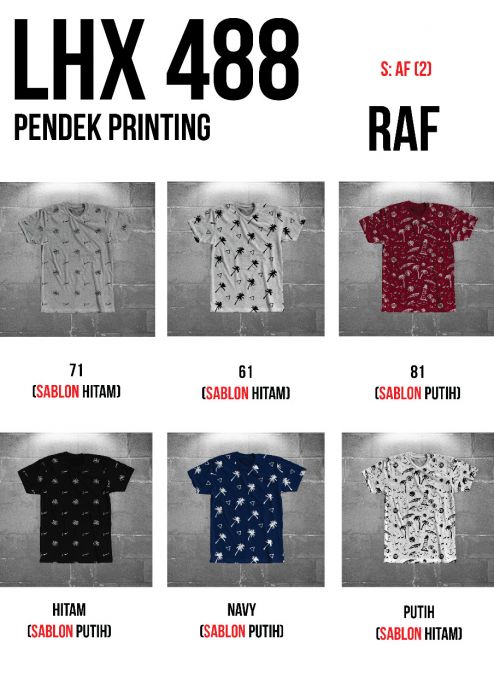 LHX 488
S: AF (2)
PENDEK PRINTING
RAF
71
(SABLON HITAM)
61
(SABLON HITAM)
81
(SABLON PUTIH)
HITAM
(SABLON PUTIH)
NAVY
(SABLON PUTIH)
PUTIH
(SABLON HITAM)